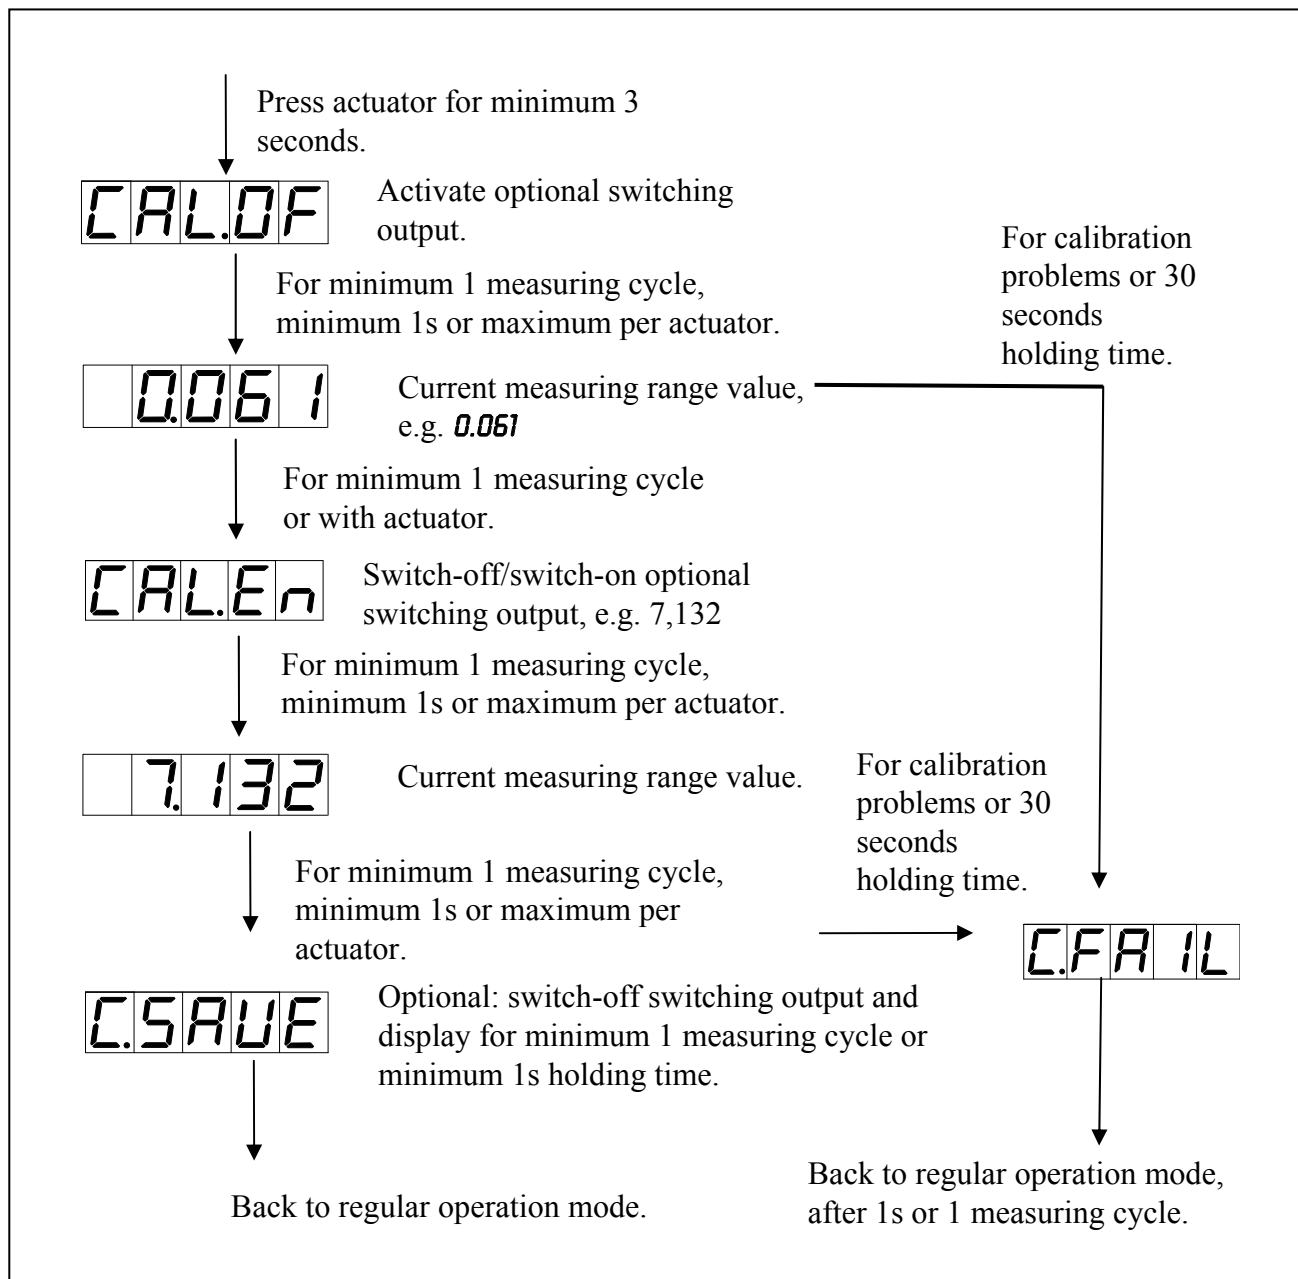 Press actuator for minimum 3
seconds.
CAL.OF
Activate optional switching
output.
For minimum 1 measuring cycle,
minimum 1s or maximum per actuator.
For calibration
problems or 30
seconds
holding time.
0.061
Current measuring range value,
e.g. 0.061
For minimum 1 measuring cycle
or with actuator.
CAL.En
Switch-off/switch-on optional
switching output, e.g. 7,132
For minimum 1 measuring cycle,
minimum 1s or maximum per actuator.
7.132
Current measuring range value.
For calibration
problems or 30
seconds
holding time.
For minimum 1 measuring cycle,
minimum 1s or maximum per
actuator.
C.FAIL
C.SAUE
Optional: switch-off switching output and
display for minimum 1 measuring cycle or
minimum 1s holding time.
Back to regular operation mode.
Back to regular operation mode,
after 1s or 1 measuring cycle.